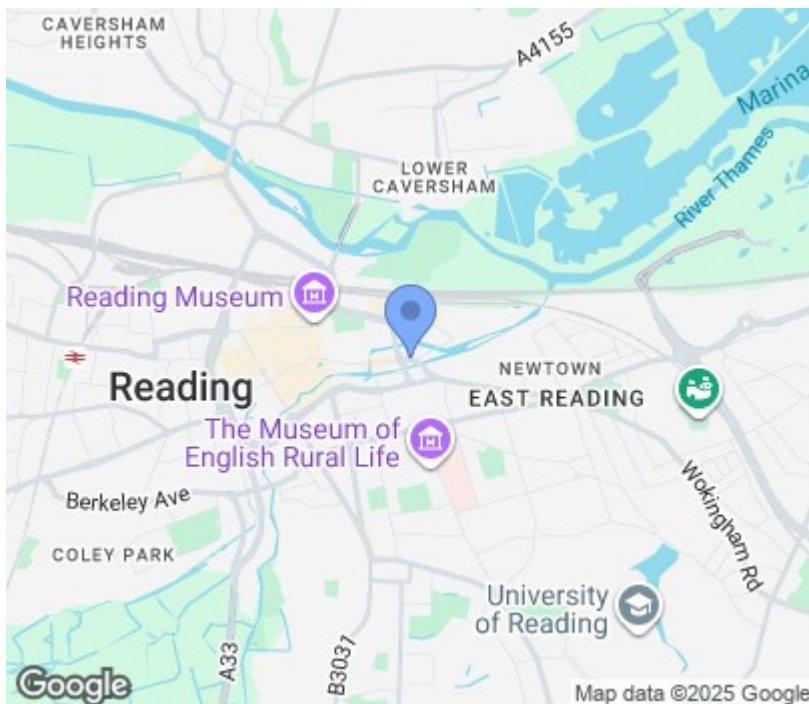 CAVERSHAM
HEIGHTS
A4155
Marina
LOWER
CAVERSHAM
River Thames
Reading Museum
NEWTOWN
EAST READING
Reading
The Museum of
English Rural Life
Berkeley Ave
Wokingham Rd
COLEY PARK
University
of Reading
A33
B3031
Google
Map data ©2025 Google